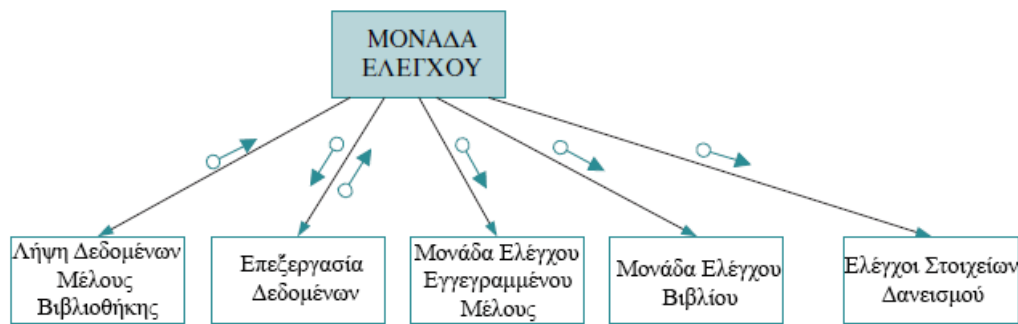 ΜΟΝΑΔΑ
ΕΛΕΓΧΟΥ
Λήψη Δεδομένων
Μέλους
Βιβλιοθήκης
Επεξεργασία
Δεδομένων
Μονάδα Ελέγχου
Εγγεγραμμένου
Μέλους
Μονάδα Ελέγχου
Βιβλίου
Ελέγχοι Στοιχείων
Δανεισμού